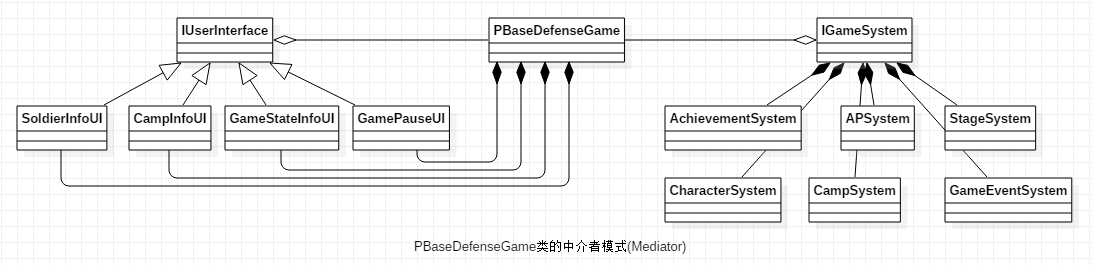 IUserInterface
PBaseDefenseGame
IGameSystem
SoldierInfoUI
CampInfoUI
GameStateInfoUI
GamePauseUI
AchievementSystem
APSystem
StageSystem
CharacterSystem
CampSystem
GameEventSystem
PBaseDefenseGame类的中介者模式(Mediator)